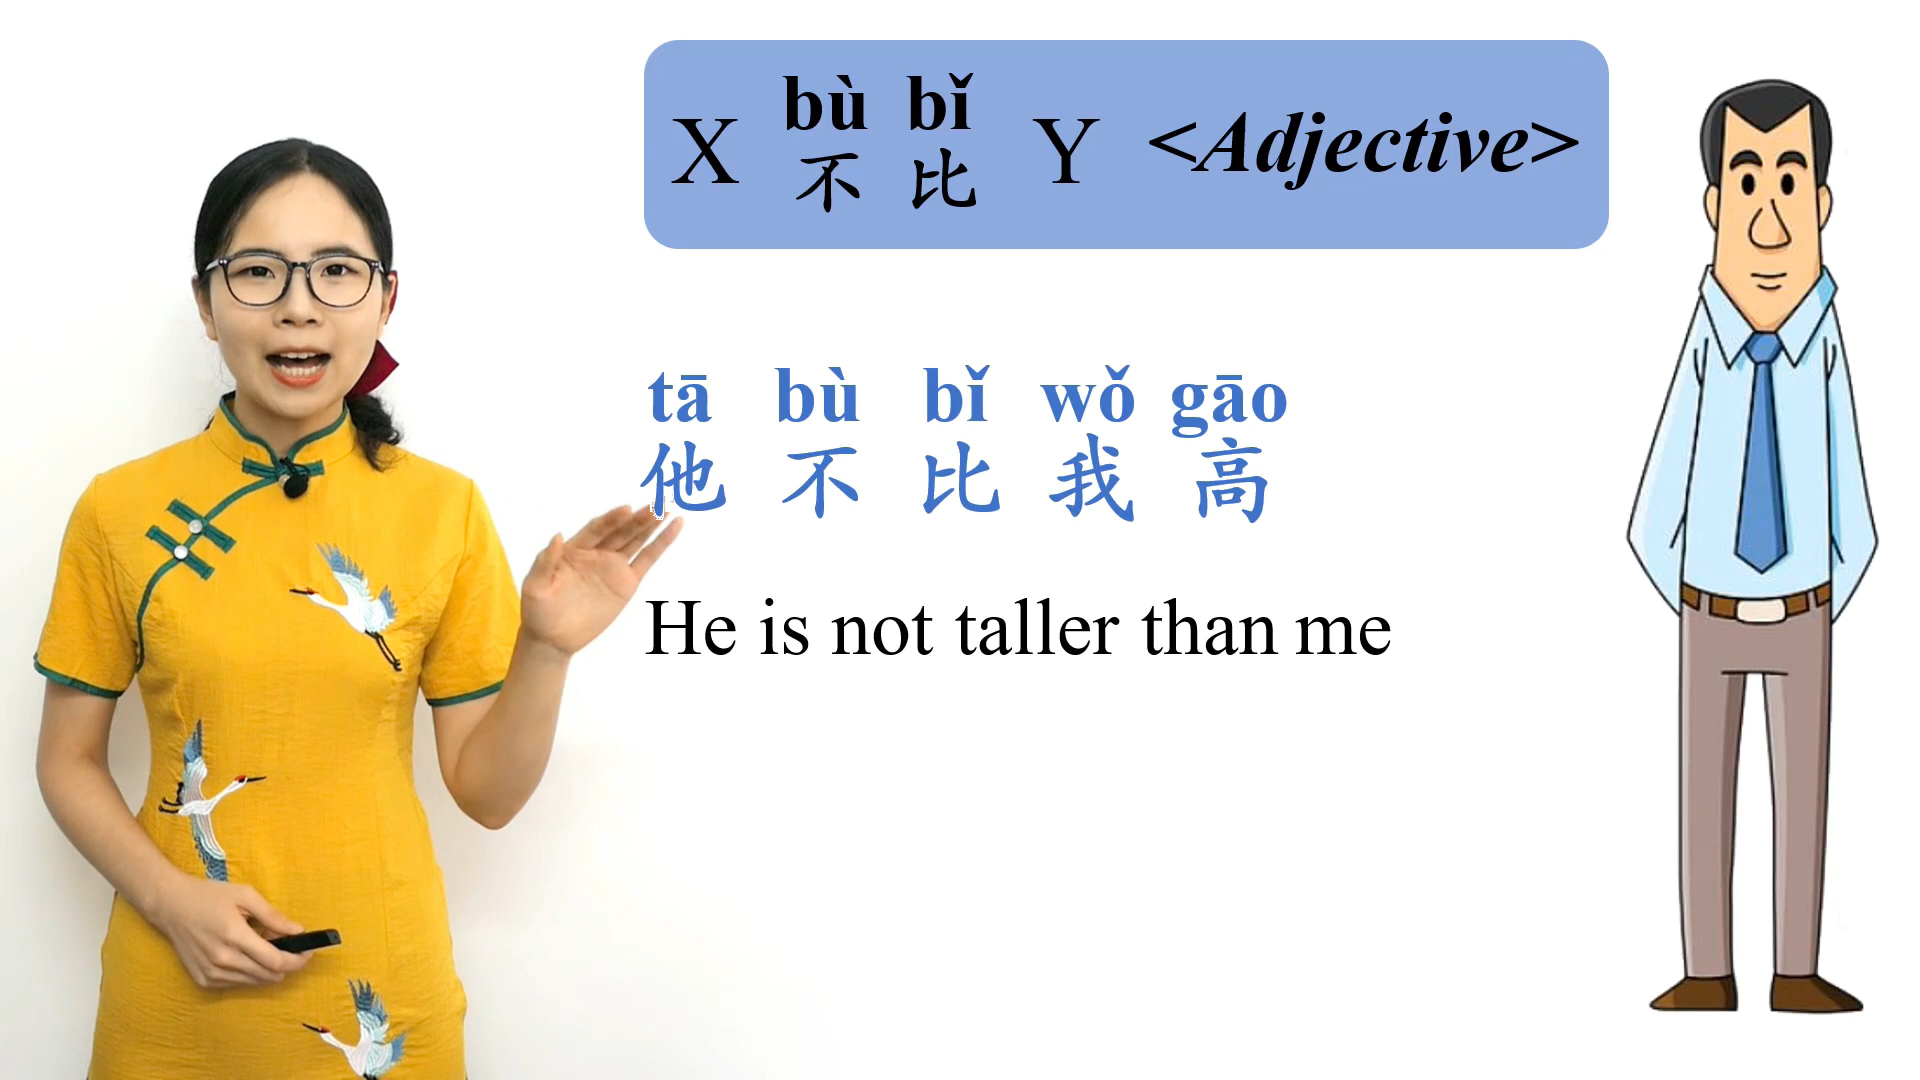 bù bǐ
X 不 比 Y <Adjective>
tā bù bǐ wǒ gāo
他 不 比 我 高
He is not taller than me